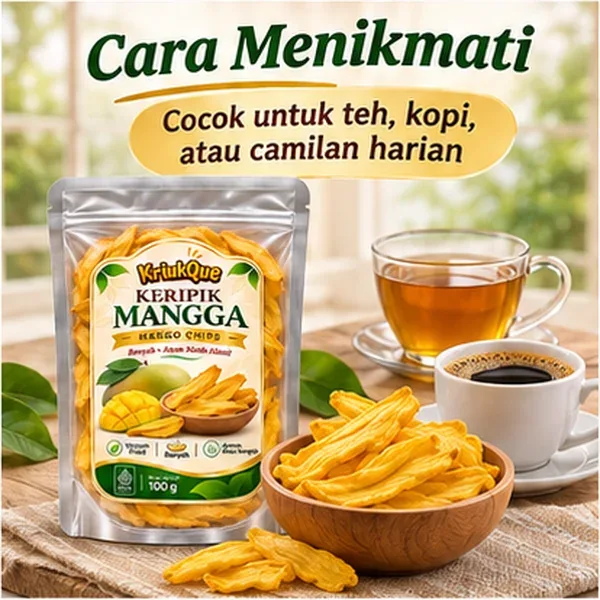 Cara Menikmati
Cocok untuk teh, kopi,
atau camilan harian
KriukQue
KERIPIK
MANGGA
MANGO CHIPS
100 g